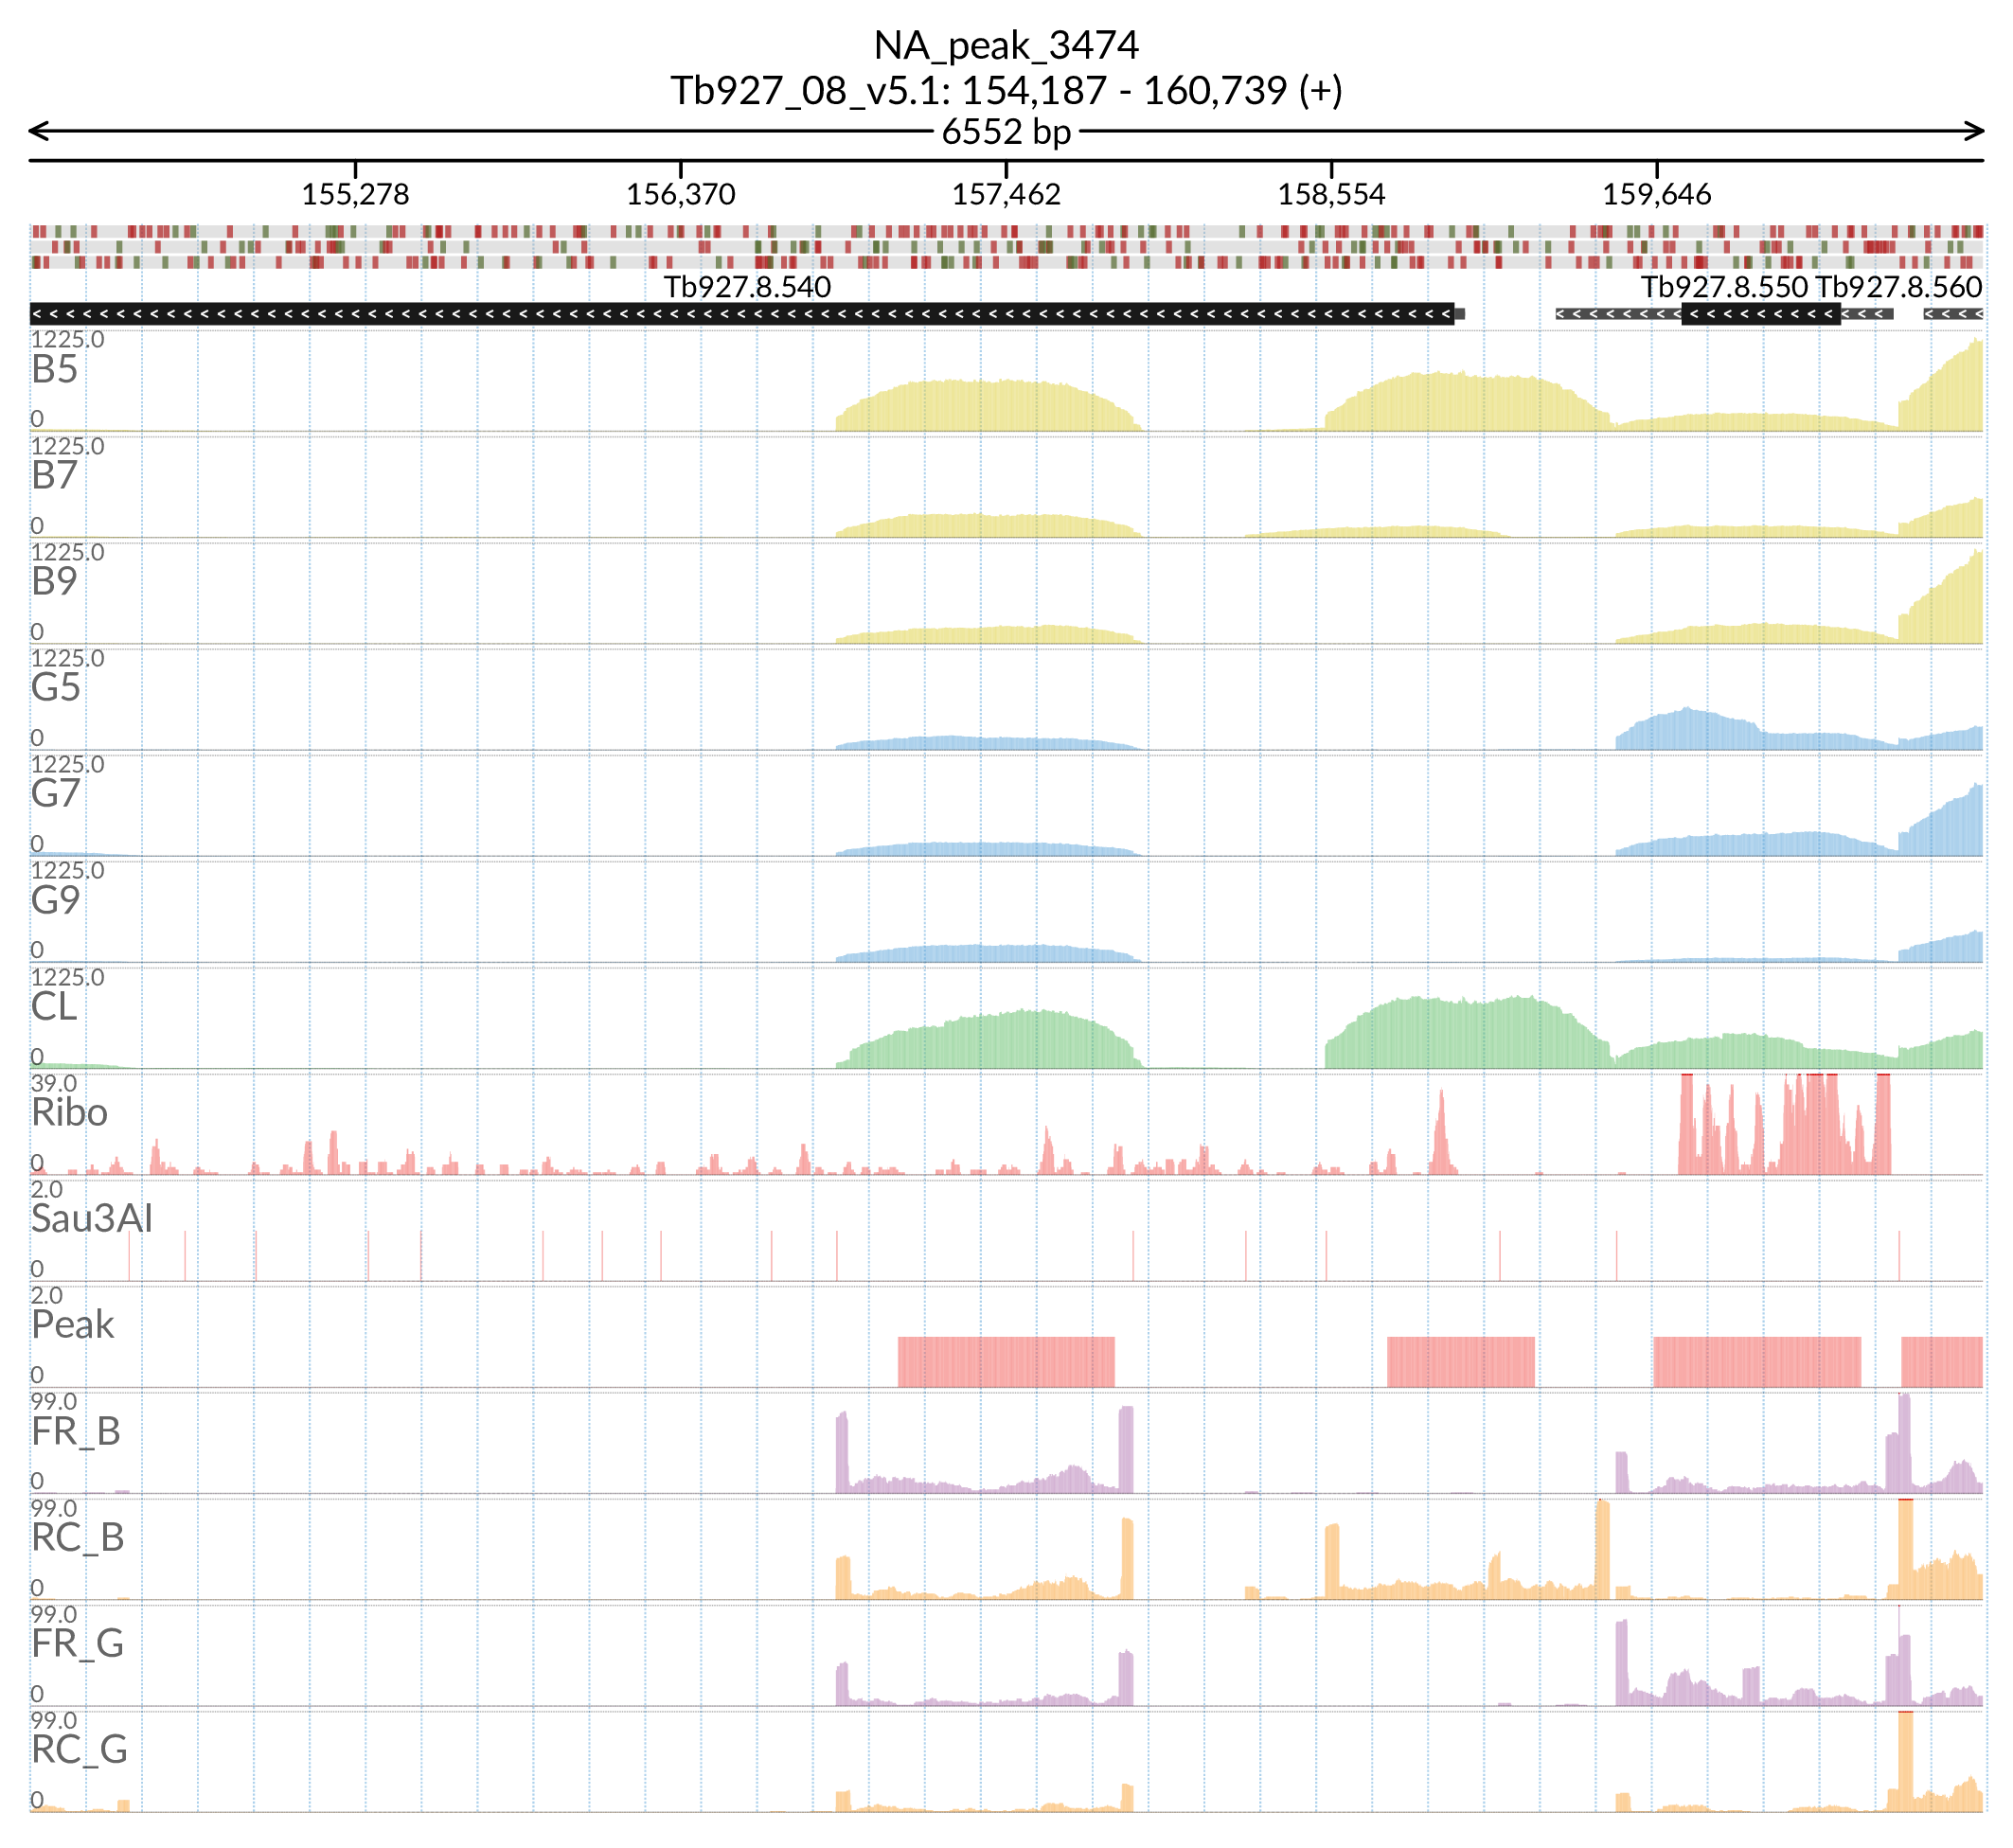 NA_peak_3474
Tb927_08_v5.1: 154,187 - 160,739 (+)
6552 bp
155,278 156,370 157,462 158,554 159,646
Tb927.8.540 Tb927.8.550 Tb927.8.560
1225.0
B5
0
1225.0
B7
0
1225.0
B9
0
1225.0
G5
0
1225.0
G7
0
1225.0
G9
0
1225.0
CL
0
39.0
Ribo
0
2.0
Sau3AI
0
2.0
Peak
0
99.0
FR_B
0
99.0
RC_B
0
99.0
FR_G
0
99.0
RC_G
0